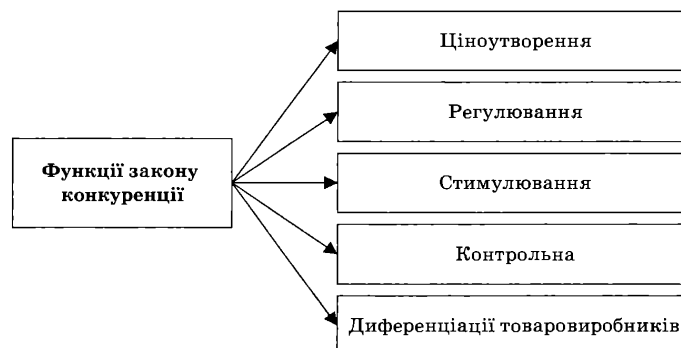 Функції закону
конкуренції
Ціноутворення
Регулювання
Стимулювання
Контрольна
Диференціації товаровиробників